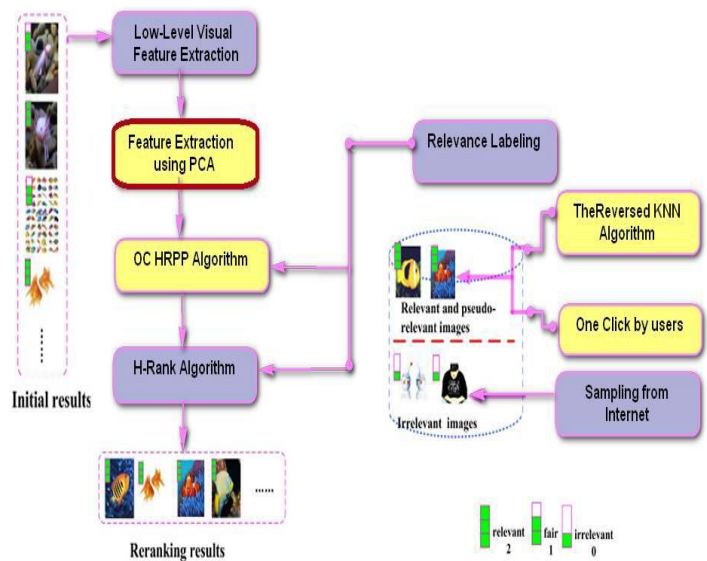 Low-Level Visual
Feature Extraction
Feature Extraction
using PCA
OC HRPP Algorithm
H-Rank Algorithm
Initial results
Reranking results
......
Relevance Labeling
TheReversed KNN
Algorithm
One Click by users
Sampling from
Internet
Relevant and pseudo-
relevant images
Irrelevant images
relevant
2
fair
1
irrelevant
0